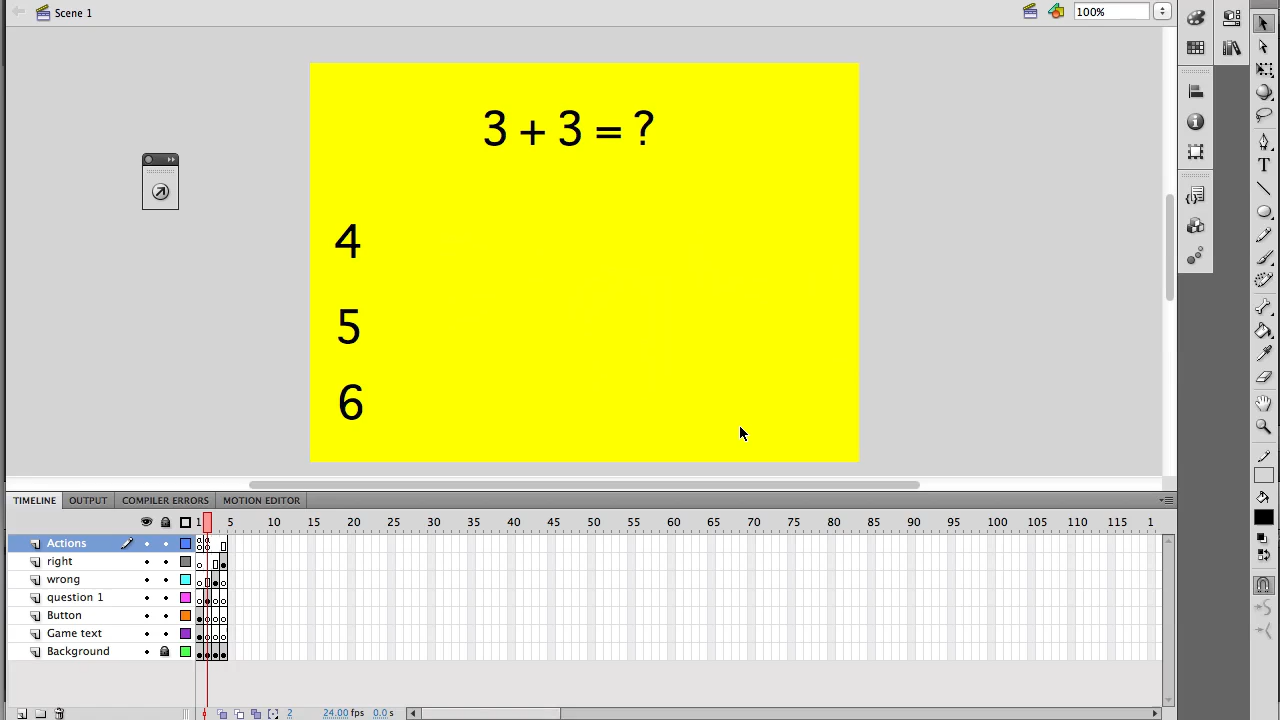 Scene 1
100%
3 + 3 = ?
4
5
6
TIMELINE OUTPUT COMPILER ERRORS MOTION EDITOR
1 5 10 15 20 25 30 35 40 45 50 55 60 65 70 75 80 85 90 95 100 105 110 115 1
Actions
right
wrong
question 1
Button
Game text
Background
2 24.00 fps 0.0 s